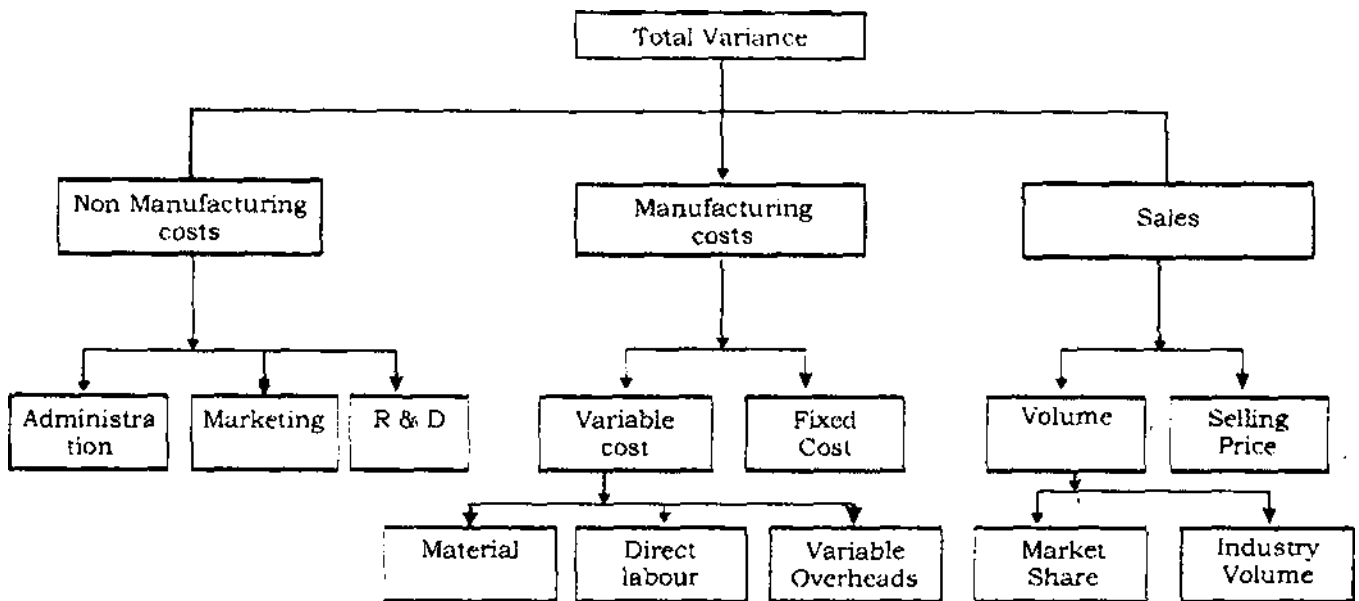 Total Variance
Non Manufacturing
costs
Manufacturing
costs
Sales
Administra
tion
Marketing
R & D
Variable
cost
Fixed
Cost
Volume
Selling
Price
Material
Direct
labour
Variable
Overheads
Market
Share
Industry
Volume